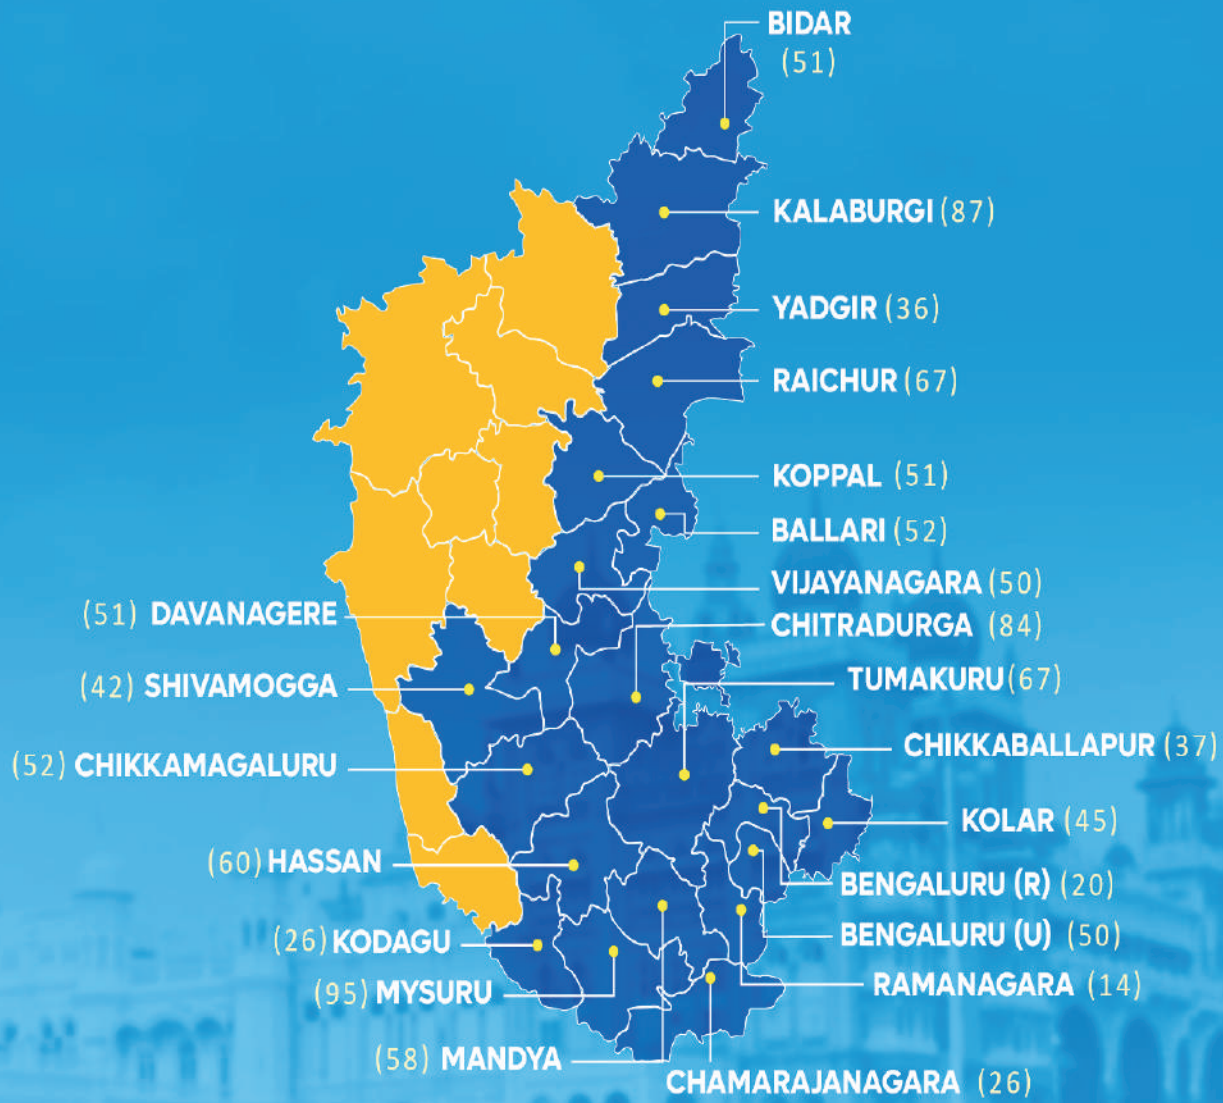 BIDAR
(51)
KALABURGI (87)
YADGIR (36)
RAICHUR (67)
KOPPAL (51)
BALLARI (52)
VIJAYANAGARA (50)
(51) DAVANAGERE
CHITRADURGA (84)
(42) SHIVAMOGGA
TUMAKURU (67)
CHIKKABALLAPUR (37)
(52) CHIKKAMAGALURU
KOLAR (45)
(60) HASSAN
BENGALURU (R) (20)
BENGALURU (U) (50)
(26) KODAGU
RAMANAGARA (14)
(95) MYSURU
(58) MANDYA
CHAMARAJANAGARA (26)